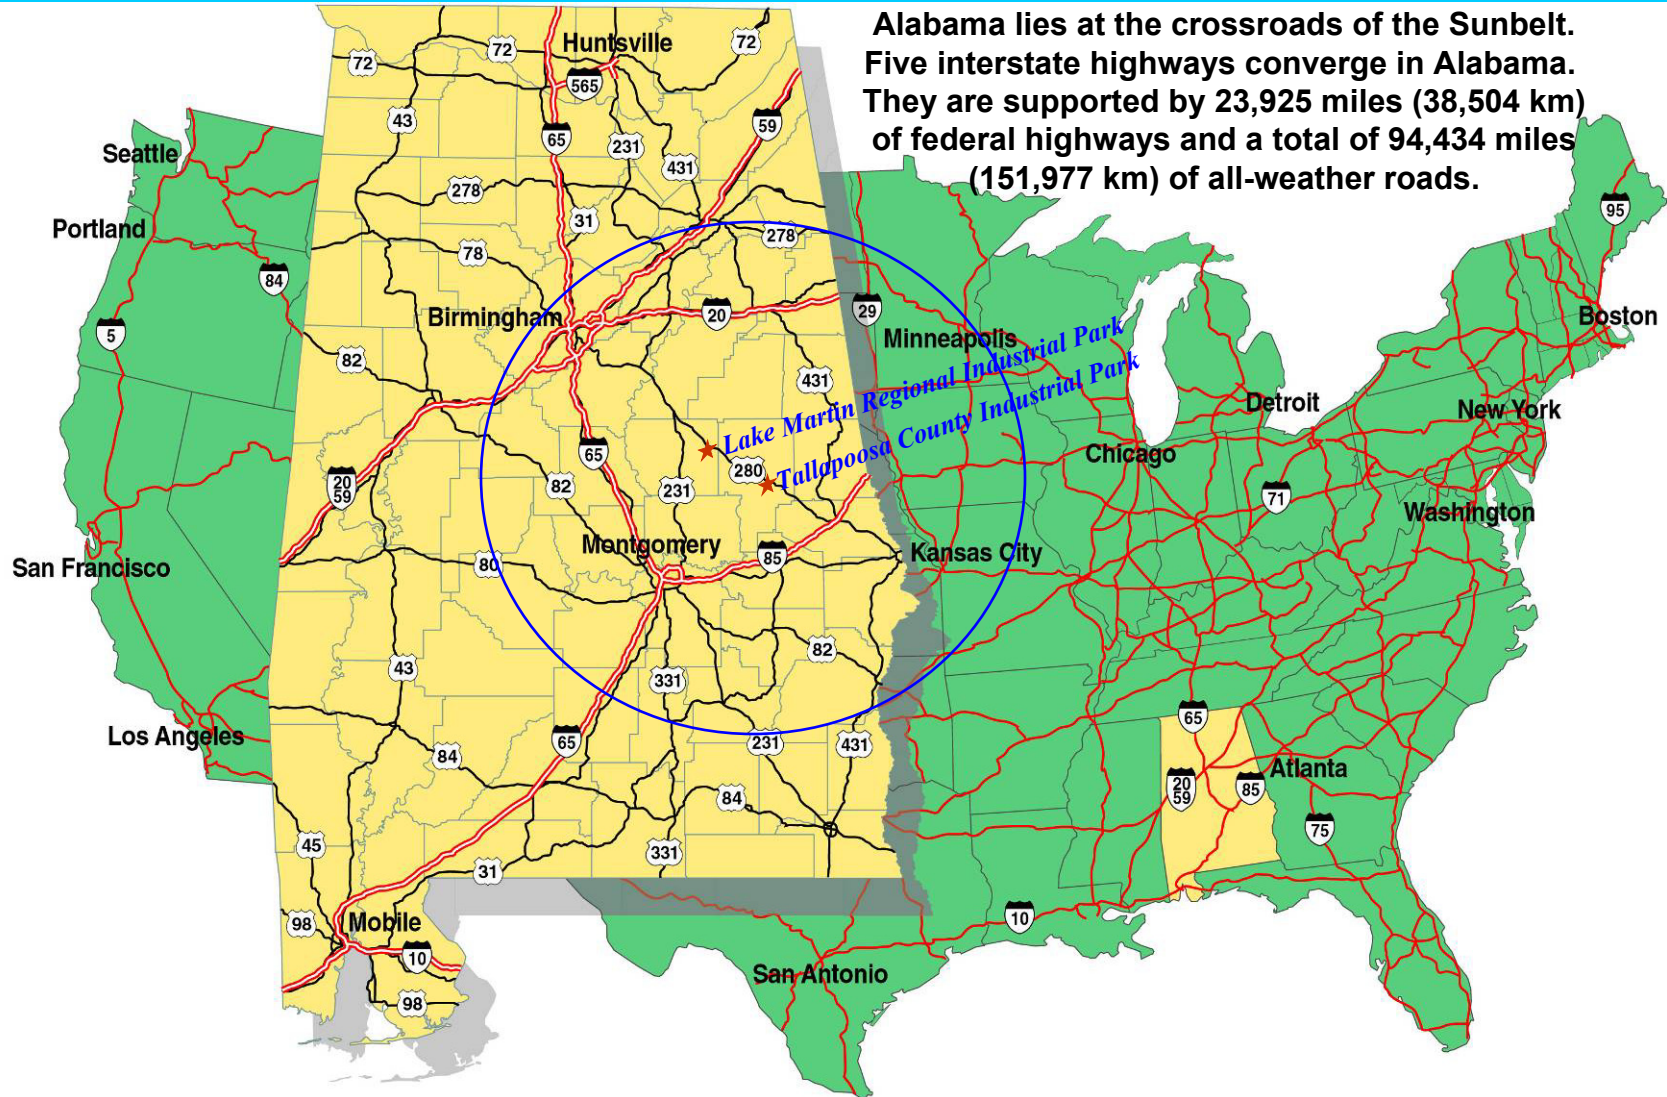 Alabama lies at the crossroads of the Sunbelt.
Five interstate highways converge in Alabama.
They are supported by 23,925 miles (38,504 km)
of federal highways and a total of 94,434 miles
(151,977 km) of all-weather roads.
Huntsville
72
72
72
565
43
65
59
231
431
278
31
278
78
Birmingham
20
82
431
65
280
20
59
82
231
Montgomery
80
85
82
43
331
65
231
431
84
84
45
331
31
98
Mobile
10
98
Lake Martin Regional Industrial Park
Tallapoosa County Industrial Park
Seattle
Portland
84
5
San Francisco
Los Angeles
95
29
Minneapolis
Boston
Detroit
New York
Chicago
71
Washington
Kansas City
65
Atlanta
20
59
85
75
10
San Antonio